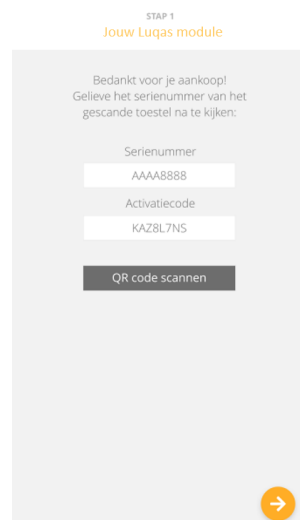 STAP 1
Jouw Luqas module
Bedankt voor je aankoop!
Gelieve het serienummer van het
gescande toestel na te kijken:
Serienummer
AAAA8888
Activatiecode
KAZ8L7NS
QR code scannen